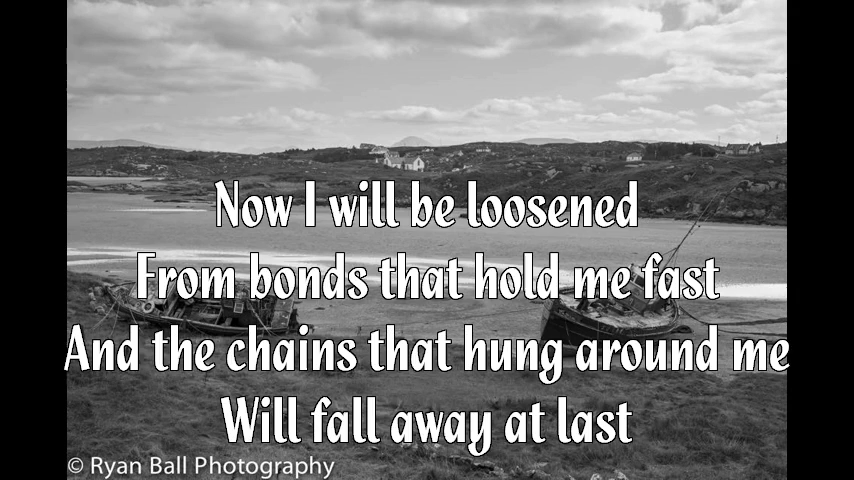 Now I will be loosened
From bonds that hold me fast
And the chains that hung around me
Will fall away at last
© Ryan Ball Photography